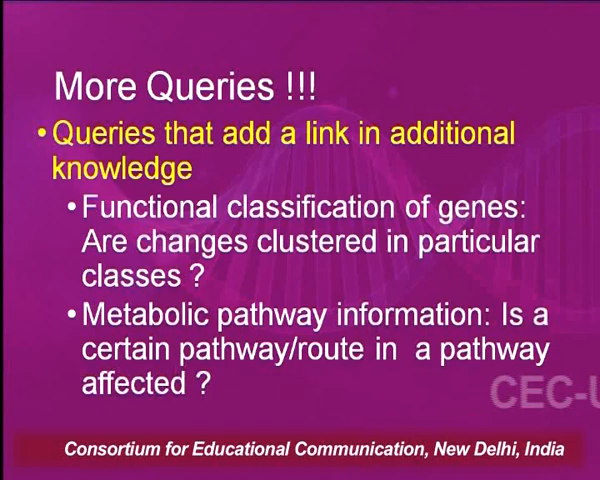 More Queries !!!
• Queries that add a link in additional
knowledge
• Functional classification of genes:
Are changes clustered in particular
classes ?
• Metabolic pathway information: Is a
certain pathway/route in a pathway
affected ?
CEC-U
Consortium for Educational Communication, New Delhi, India